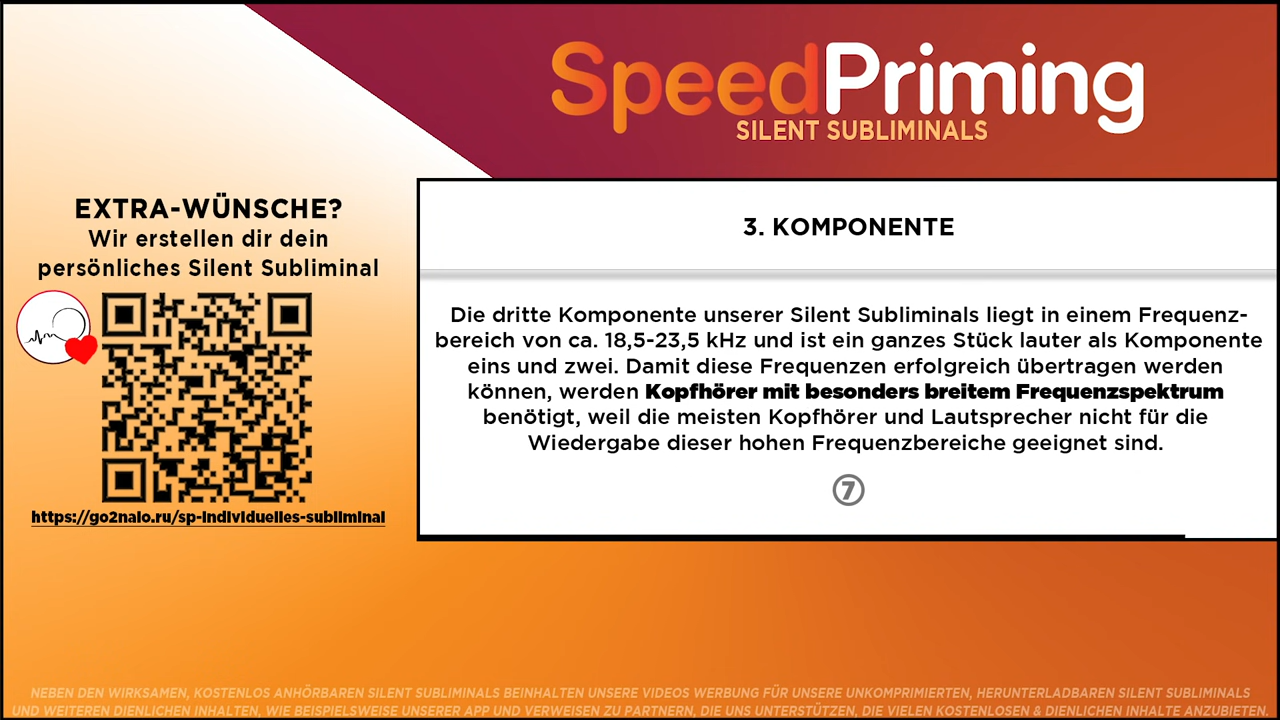 SpeedPriming
SILENT SUBLIMINALS
EXTRA-WÜNSCHE?
Wir erstellen dir dein
persönliches Silent Subliminal
https://go2nalo.ru/sp-individuelles-subliminal
3. KOMPONENTE
Die dritte Komponente unserer Silent Subliminals liegt in einem Frequenz-
bereich von ca. 18,5-23,5 kHz und ist ein ganzes Stück lauter als Komponente
eins und zwei. Damit diese Frequenzen erfolgreich übertragen werden
können, werden Kopfhörer mit besonders breitem Frequenzspektrum
benötigt, weil die meisten Kopfhörer und Lautsprecher nicht für die
Wiedergabe dieser hohen Frequenzbereiche geeignet sind.
⑦
NEBEN DEN WIRKSAMEN, KOSTENLOS ANHÖRBAREN SILENT SUBLIMINALS BEINHALTEN UNSERE VIDEOS WERBUNG FÜR UNSERE UNKOMPRIMIERTEN, HERUNTERLADBAREN SILENT SUBLIMINALS
UND WEITEREN DIENLICHEN INHALTEN, WIE BEISPIELSWEISE UNSERER APP UND VERWEISEN ZU PARTNERN, DIE UNS UNTERSTÜTZEN, DIE VIELEN KOSTENLOSEN & DIENLICHEN INHALTE ANZUBIETEN.